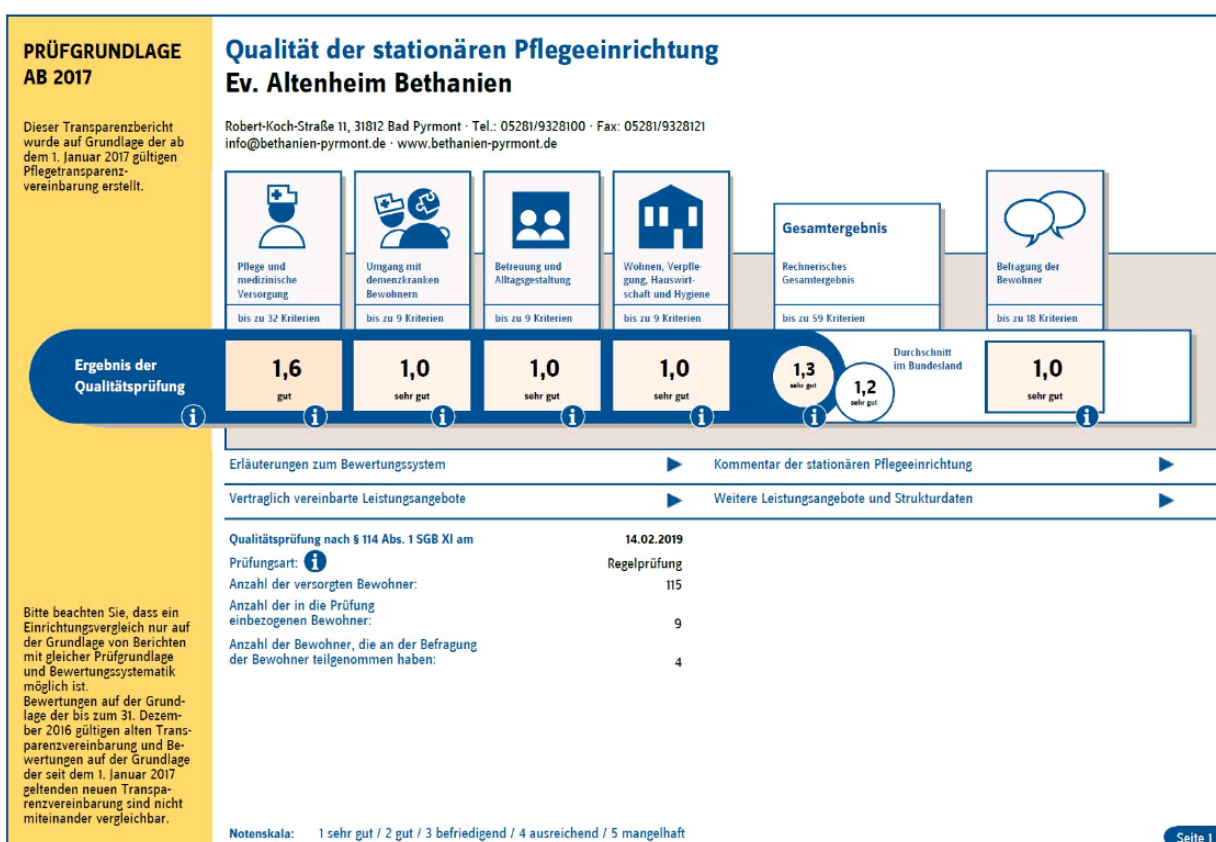 PRÜFGRUNDLAGE
AB 2017
Dieser Transparenzbericht
wurde auf Grundlage der ab
dem 1. Januar 2017 gültigen
Pflegetransparenz-
vereinbarung erstellt.
Bitte beachten Sie, dass ein
Einrichtungsvergleich nur auf
der Grundlage von Berichten
mit gleicher Prüfgrundlage
und Bewertungssystematik
möglich ist.
Bewertungen auf der Grund-
lage der bis zum 31. Dezem-
ber 2016 gültigen alten Trans-
parenzvereinbarung und Be-
wertungen auf der Grundlage
der seit dem 1. Januar 2017
geltenden neuen Transpa-
renzvereinbarung sind nicht
miteinander vergleichbar.
Qualität der stationären Pflegeeinrichtung
Ev. Altenheim Bethanien
Robert-Koch-Straße 11, 31812 Bad Pyrmont · Tel.: 05281/9328100 · Fax: 05281/9328121
info@bethanien-pyrmont.de · www.bethanien-pyrmont.de
Pflege und
medizinische
Versorgung
bis zu 32 Kriterien
Umgang mit
demenzkranken
Bewohnern
bis zu 9 Kriterien
Betreuung und
Alltagsgestaltung
bis zu 9 Kriterien
Wohnen, Verpfle-
gung, Hauswirt-
schaft und Hygiene
bis zu 9 Kriterien
Gesamtergebnis
Rechnerisches
Gesamtergebnis
bis zu 59 Kriterien
Befragung der
Bewohner
bis zu 18 Kriterien
Ergebnis der
Qualitätsprüfung
i
1,6
gut
i
1,0
sehr gut
i
1,0
sehr gut
i
1,0
sehr gut
i
1,3
sehr gut
i
1,2
sehr gut
Durchschnitt
im Bundesland
1,0
sehr gut
i
Erläuterungen zum Bewertungssystem
Kommentar der stationären Pflegeeinrichtung
Vertraglich vereinbarte Leistungsangebote
Weitere Leistungsangebote und Strukturdaten
Qualitätsprüfung nach § 114 Abs. 1 SGB XI am 14.02.2019
Prüfungsart: i Regelprüfung
Anzahl der versorgten Bewohner: 115
Anzahl der in die Prüfung
einbezogenen Bewohner: 9
Anzahl der Bewohner, die an der Befragung
der Bewohner teilgenommen haben: 4
Notenskala: 1 sehr gut / 2 gut / 3 befriedigend / 4 ausreichend / 5 mangelhaft
Seite 1